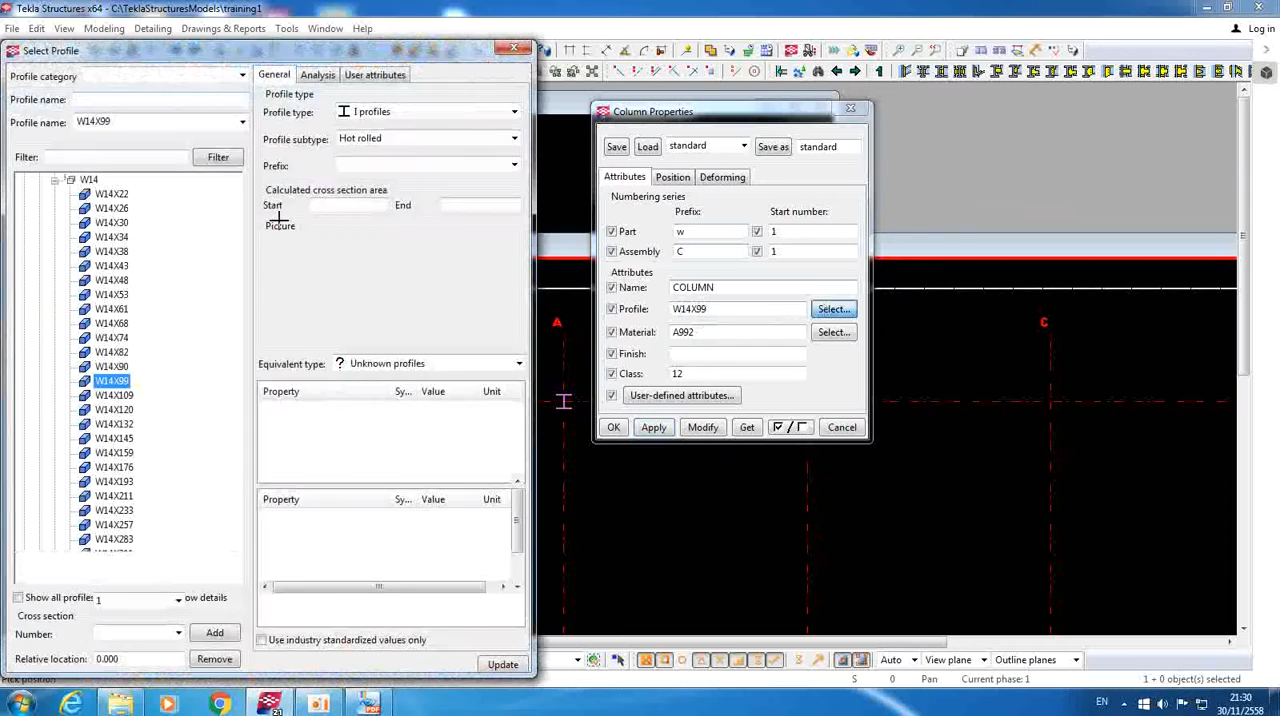 Tekla Structures x64 - C:\TeklaStructuresModels\training1
File Edit View Modeling Detailing Drawings & Reports Tools Window Help
Log in
Select Profile
Profile category
Profile name:
Profile name: W14X99
Filter: Filter
W14
W14X22
W14X26
W14X30
W14X34
W14X38
W14X43
W14X48
W14X53
W14X61
W14X68
W14X74
W14X82
W14X90
W14X99
W14X109
W14X120
W14X132
W14X145
W14X159
W14X176
W14X193
W14X211
W14X233
W14X257
W14X283
Show all profiles 1 ow details
Cross section
Number: Add
Relative location: 0.000 Remove
General Analysis User attributes
Profile type
Profile type: I profiles
Profile subtype: Hot rolled
Prefix:
Calculated cross section area
Start End
Picture
Equivalent type: ? Unknown profiles
Property Sy... Value Unit
Property Sy... Value Unit
Use industry standardized values only
Update
Column Properties
Save Load standard Save as standard
Attributes Position Deforming
Numbering series
Prefix: Start number:
Part w 1
Assembly C 1
Attributes
Name: COLUMN
Profile: W14X99 Select...
Material: A992 Select...
Finish:
Class: 12
User-defined attributes...
OK Apply Modify Get / Cancel
A C
Auto View plane Outline planes
S 0 Pan Current phase: 1 1 + 0 object(s) selected
EN 21:30
30/11/2558